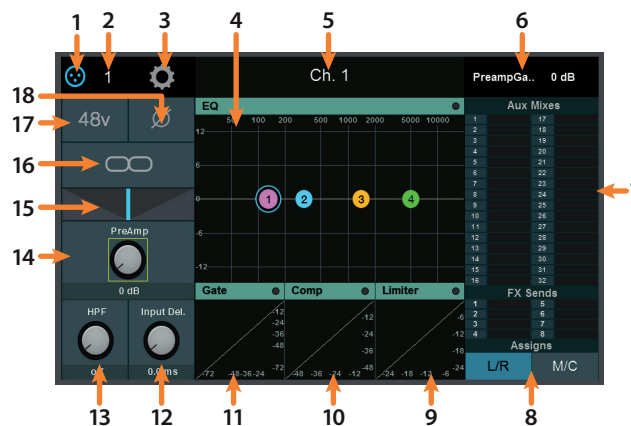 1 2 3 4 5 6
1 Ch. 1 PreampGa.. 0 dB
18
17 48v
EQ
50 100 200 500 1000 2000 5000 10000
12
6
0 0
-6
-12
1 2 3 4
16
15
14
PreAmp
0 dB
HPF Input Del.
off 0.0ms
Gate Comp Limiter
-12
-24
-36
-48
-72
-72 -48-36-24
-12
-24
-36
-48
-48 -36 -24 -12
-6
-12
-18
-24
-24 -18 -12 -6
Aux Mixes
1 17
2 18
3 19
4 20
5 21
6 22
7 23
8 24
9 25
10 26
11 27
12 28
13 29
14 30
15 31
16 32
FX Sends
1 5
2 6
3 7
4 8
Assigns
L/R M/C
13 12 11 10 9 8